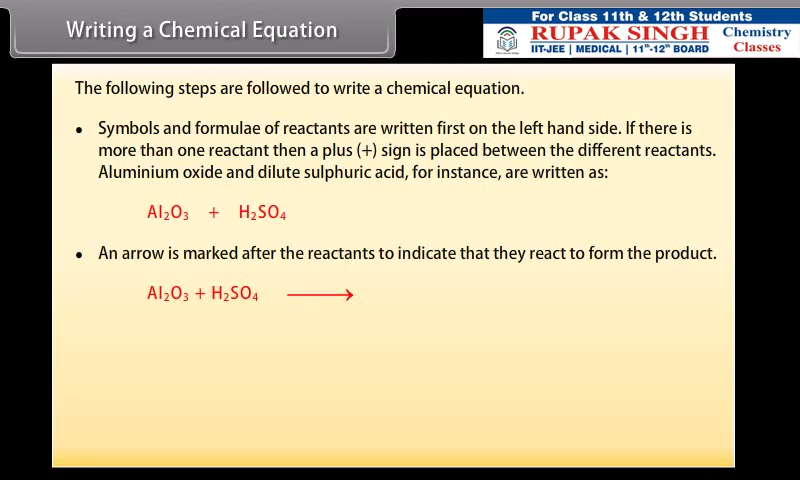 Writing a Chemical Equation
For Class 11th & 12th Students
RUPAK SINGH
Chemistry
Classes
IIT-JEE | MEDICAL | 11th-12th BOARD
The following steps are followed to write a chemical equation.
• Symbols and formulae of reactants are written first on the left hand side. If there is
more than one reactant then a plus (+) sign is placed between the different reactants.
Aluminium oxide and dilute sulphuric acid, for instance, are written as:
Al₂O₃ + H₂SO₄
• An arrow is marked after the reactants to indicate that they react to form the product.
Al₂O₃ + H₂SO₄ ⟶